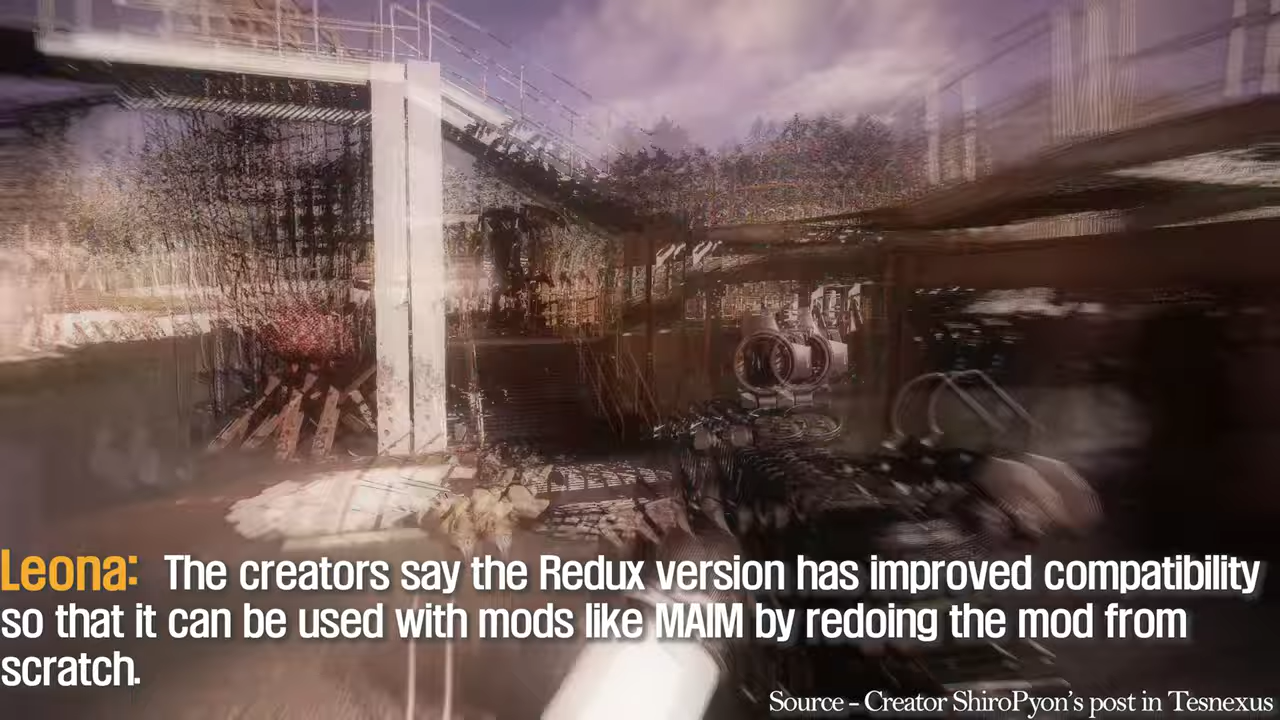 Leona: The creators say the Redux version has improved compatibility
so that it can be used with mods like MAIM by redoing the mod from
scratch.
Source - Creator ShiroPyon's post in Tesnexus